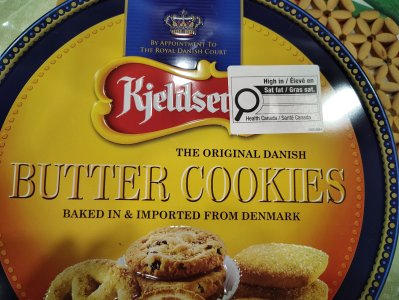 BY APPOINTMENT TO
THE ROYAL DANISH COURT
Kjeldsen
High in / Élevé en
Sat fat / Gras sat.
Health Canada / Santé Canada
THE ORIGINAL DANISH
BUTTER COOKIES
BAKED IN & IMPORTED FROM DENMARK